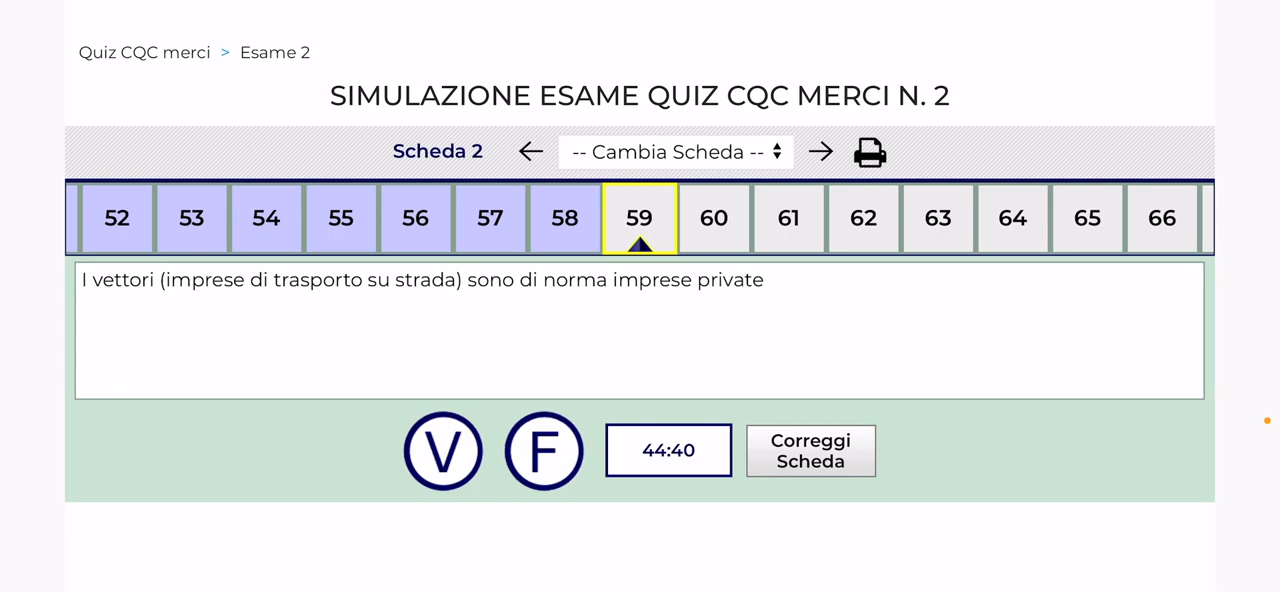 Quiz CQC merci > Esame 2
SIMULAZIONE ESAME QUIZ CQC MERCI N. 2
Scheda 2 ← -- Cambia Scheda -- →
52 53 54 55 56 57 58 59 60 61 62 63 64 65 66
I vettori (imprese di trasporto su strada) sono di norma imprese private
V F 44:40 Correggi
Scheda